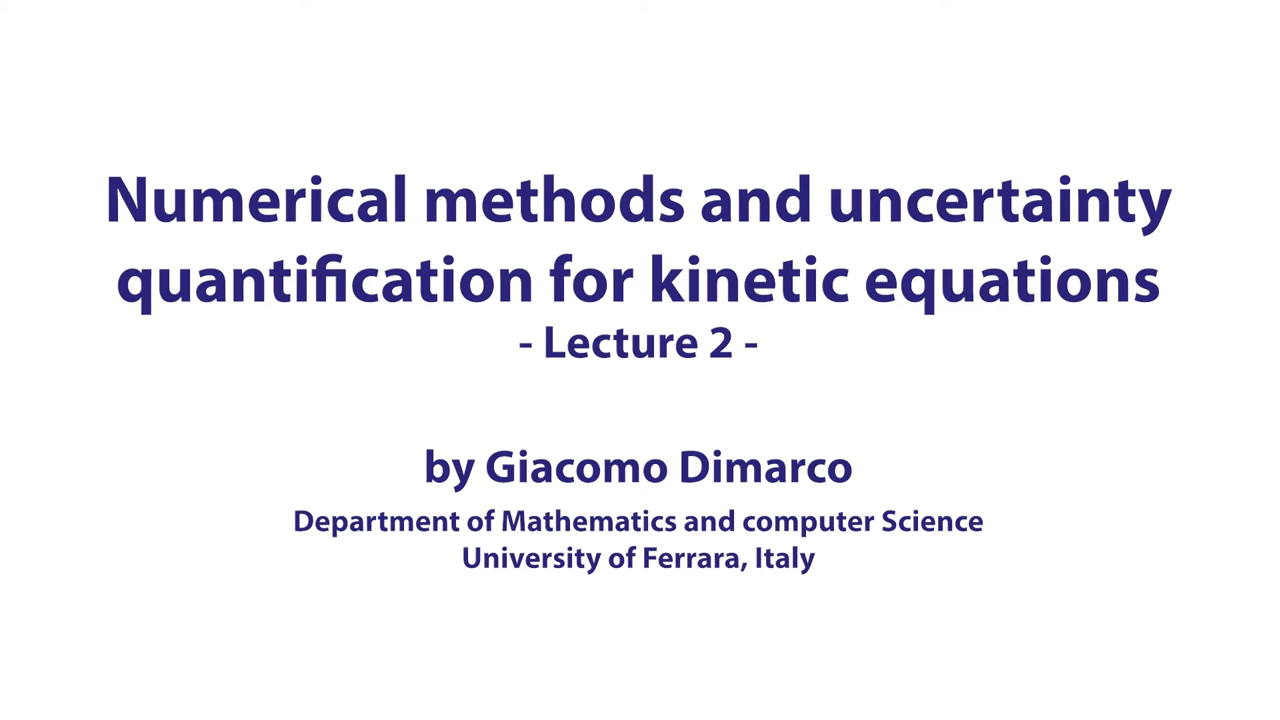 Numerical methods and uncertainty
quantification for kinetic equations
- Lecture 2 -
by Giacomo Dimarco
Department of Mathematics and computer Science
University of Ferrara, Italy